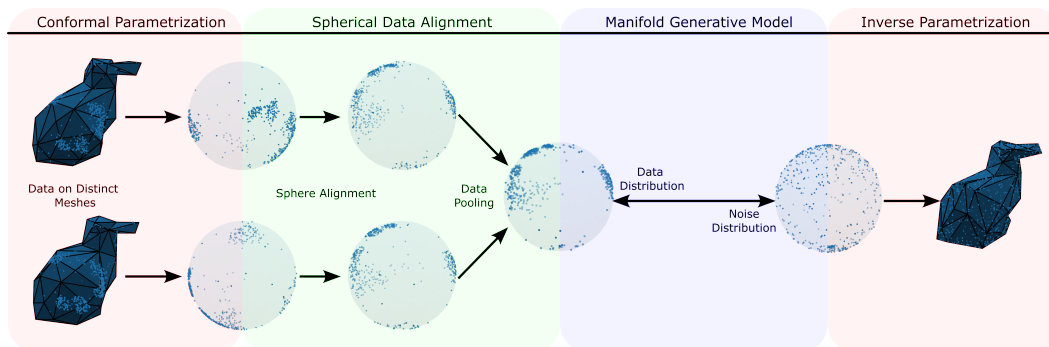 Conformal Parametrization
Spherical Data Alignment
Manifold Generative Model
Inverse Parametrization
Data on Distinct
Meshes
Sphere Alignment
Data
Pooling
Data
Distribution
Noise
Distribution